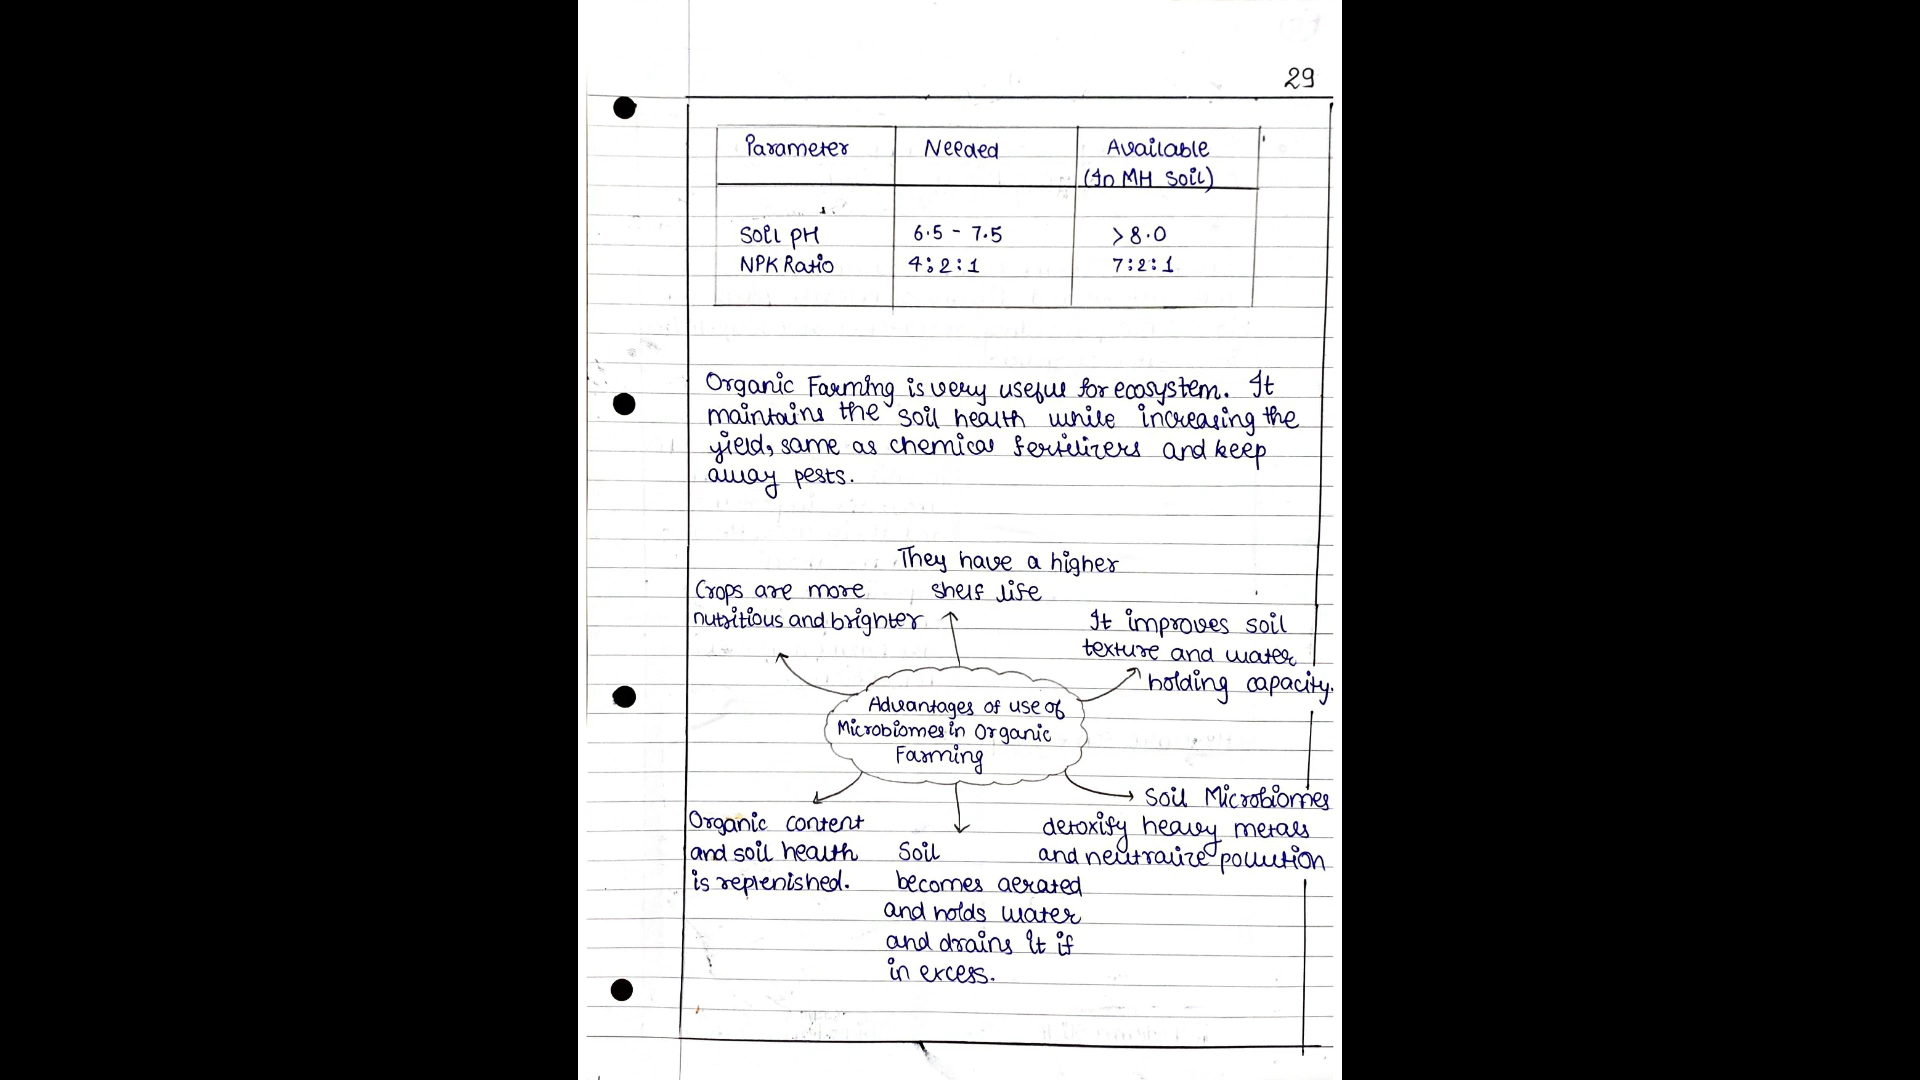 29
Parameter Needed Available
(In MH Soil)
Soil pH 6.5 - 7.5 >8.0
NPK Ratio 4:2:1 7:2:1
Organic Farming is very useful for ecosystem. It
maintains the soil health while increasing the
yield, same as chemical fertilizers and keep
away pests.
They have a higher
shelf life
Crops are more
nutritious and brighter
It improves soil
texture and water
holding capacity.
Advantages of use of
Microbiomes in Organic
Farming
Organic content
and soil health
is replenished.
Soil
becomes aerated
and holds water
and drains it if
in excess.
Soil Microbiomes
detoxify heavy metals
and neutralize pollution